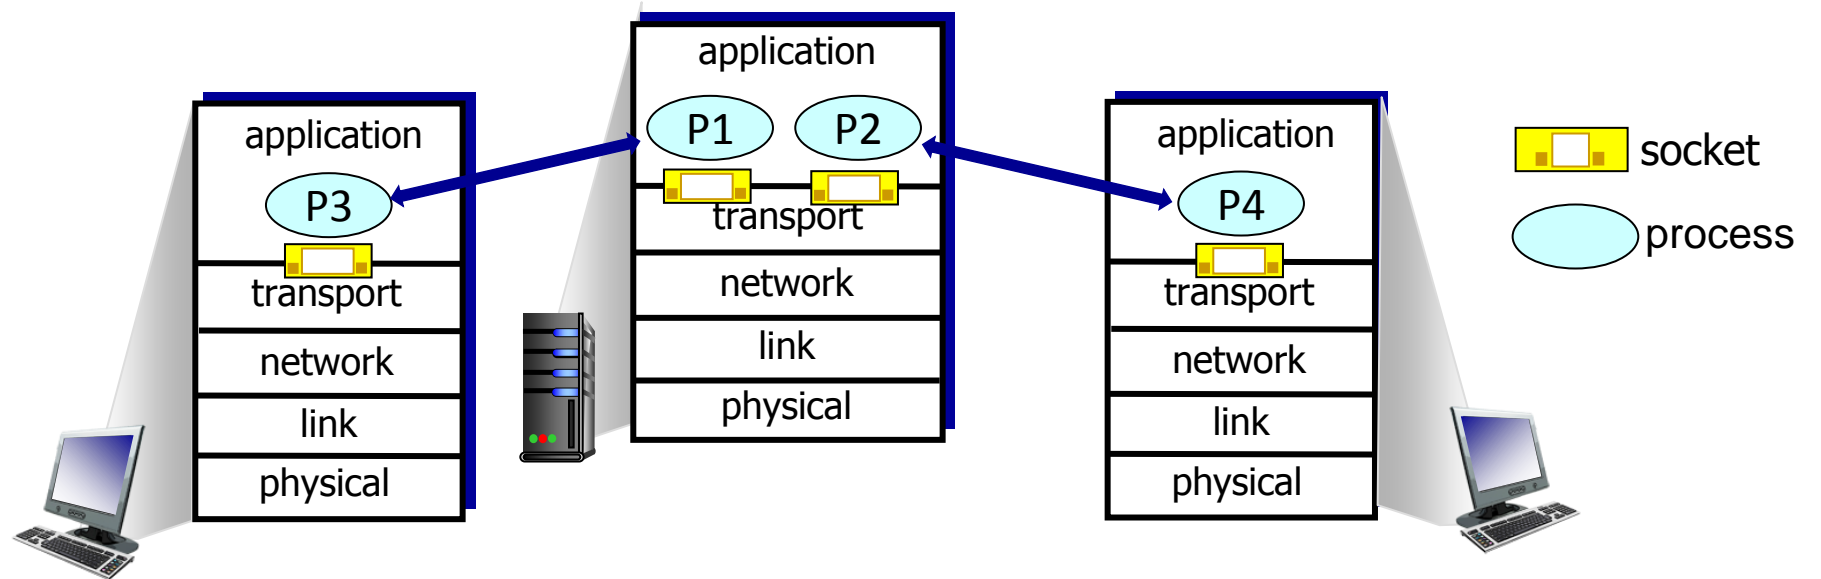 application
P3
transport
network
link
physical
application
P1
P2
transport
network
link
physical
application
P4
transport
network
link
physical
socket
process